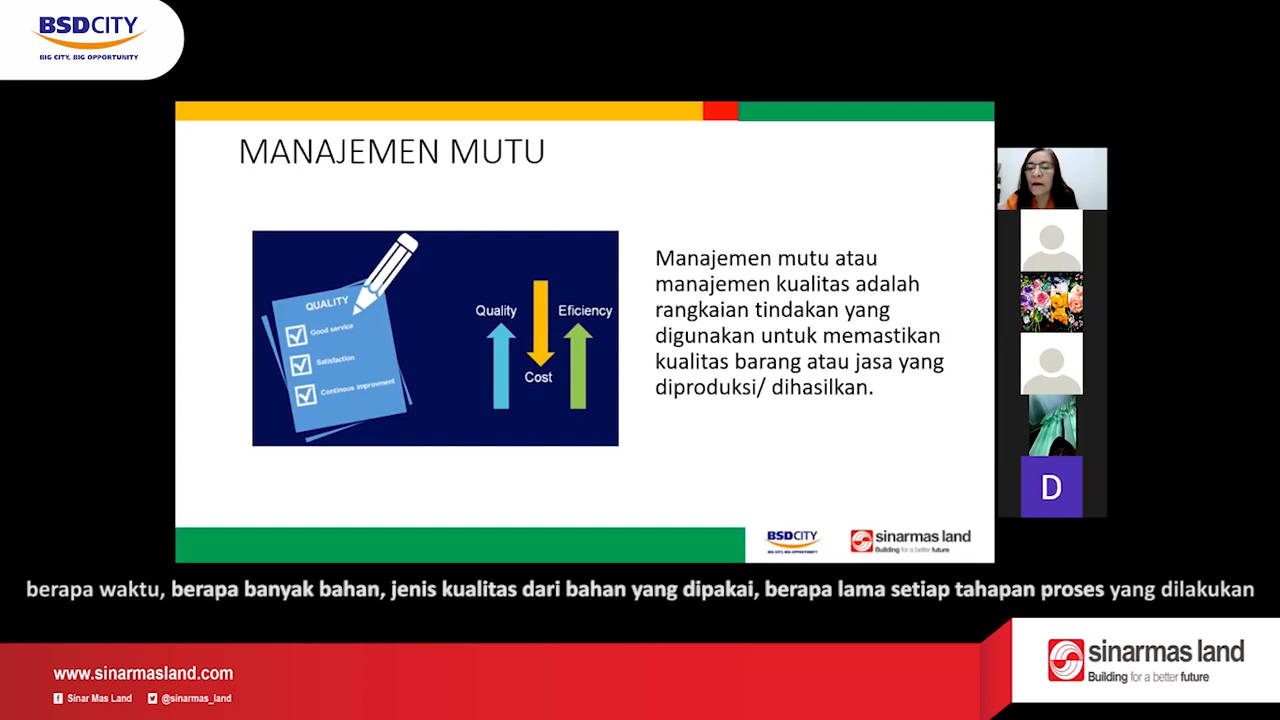 BSDCITY
BIG CITY, BIG OPPORTUNITY
MANAJEMEN MUTU
QUALITY
Good service
Satisfaction
Continous improvment
Quality
Eficiency
Cost
Manajemen mutu atau
manajemen kualitas adalah
rangkaian tindakan yang
digunakan untuk memastikan
kualitas barang atau jasa yang
diproduksi/ dihasilkan.
D
BSDCITY
BIG CITY, BIG OPPORTUNITY
sinarmas land
Building for a better future
berapa waktu, berapa banyak bahan, jenis kualitas dari bahan yang dipakai, berapa lama setiap tahapan proses yang dilakukan
www.sinarmasland.com
Sinar Mas Land
@sinarmas_land
sinarmas land
Building for a better future